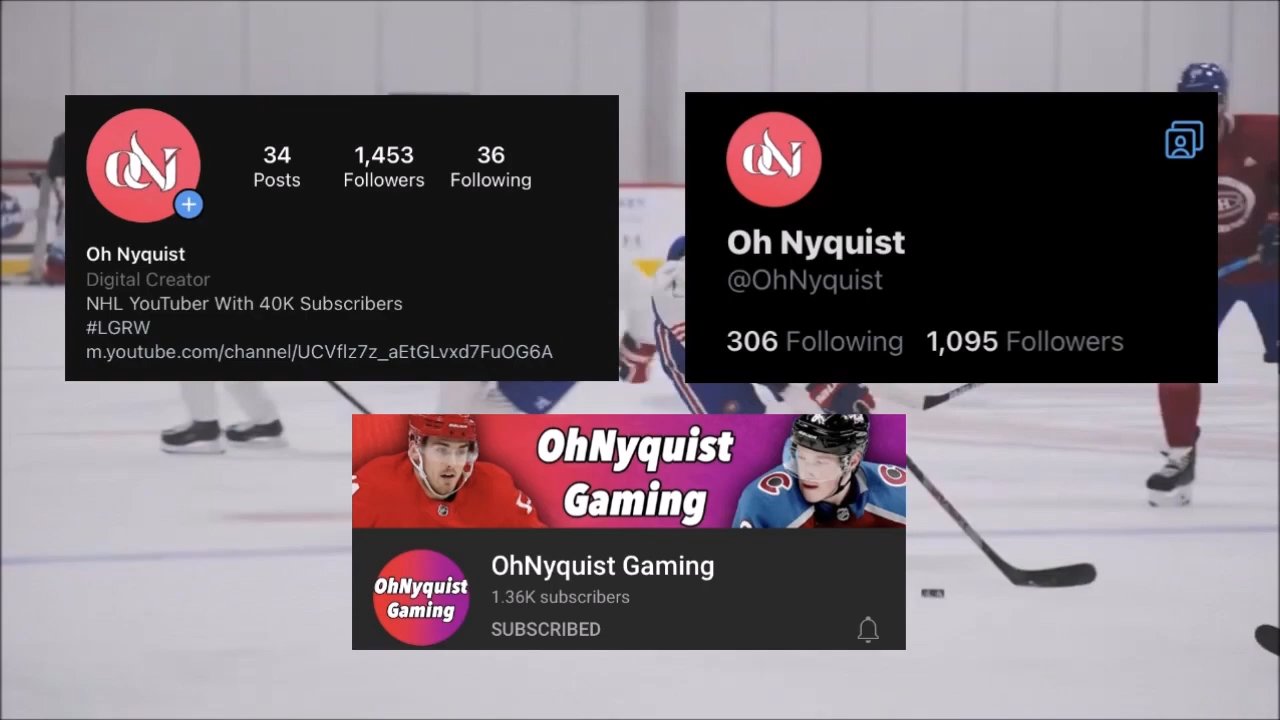 ON
34
1,453
36
Posts
Followers
Following
Oh Nyquist
Digital Creator
NHL YouTuber With 40K Subscribers
#LGRW
m.youtube.com/channel/UCVflz7z_aEtGLvxd7FuOG6A
ON
Oh Nyquist
@OhNyquist
306 Following 1,095 Followers
OhNyquist
Gaming
OhNyquist
Gaming
OhNyquist Gaming
1.36K subscribers
SUBSCRIBED